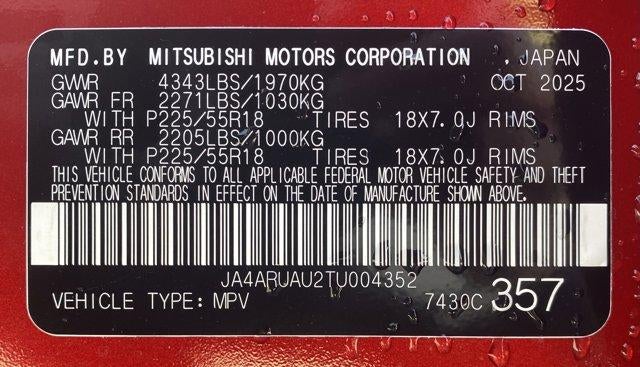 MFD.BY MITSUBISHI MOTORS CORPORATION , JAPAN
GWWR 4343LBS/1970KG OCT 2025
GAWR FR 2271LBS/1030KG
WITH P225/55R18 TIRES 18X7.0J RIMS
GAWR RR 2205LBS/1000KG
WITH P225/55R18 TIRES 18X7.0J RIMS
THIS VEHICLE CONFORMS TO ALL APPLICABLE FEDERAL MOTOR VEHICLE SAFETY AND THEFT
PREVENTION STANDARDS IN EFFECT ON THE DATE OF MANUFACTURE SHOWN ABOVE.
JA4ARUAU2TU004352
VEHICLE TYPE: MPV 7430C 357